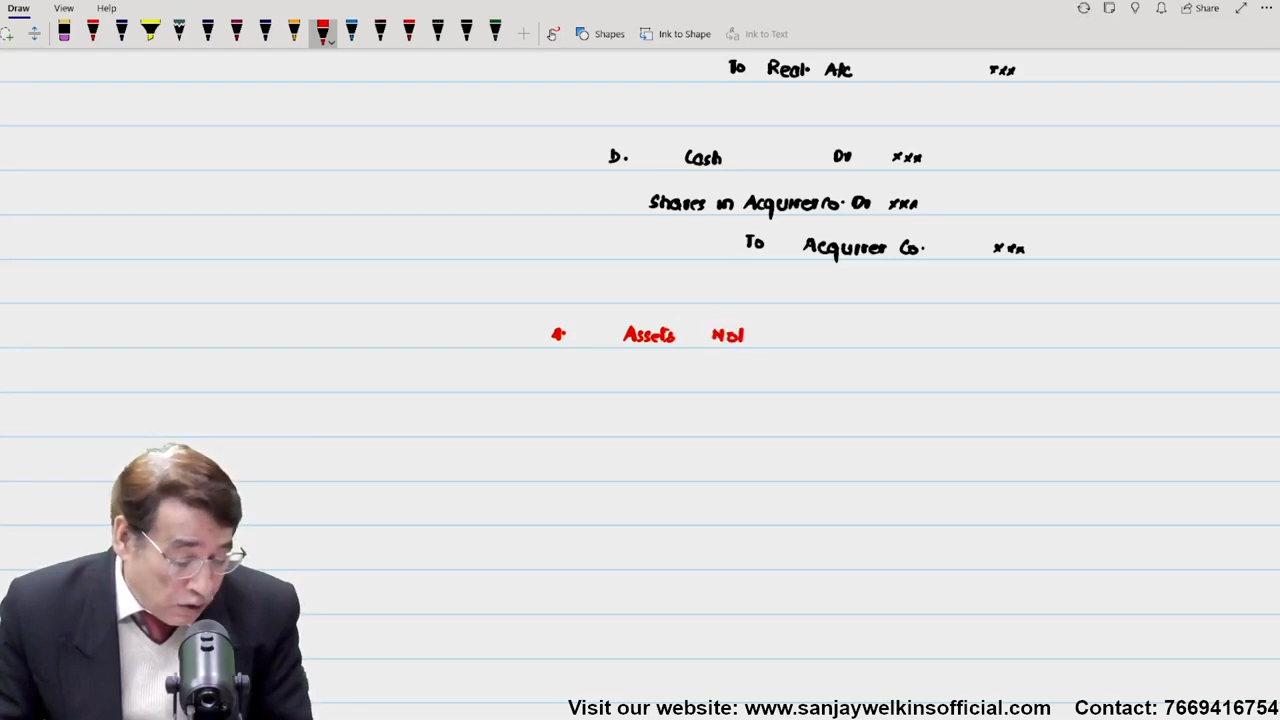 Draw View Help Share
Shapes Ink to Shape Ink to Text
To Real. A/c xxx
D. Cash Dr xxx
Shares in Acquirer Co. Dr xxx
To Acquirer Co. xxx
4. Assets Not
Visit our website: www.sanjaywelkinsofficial.com Contact: 7669416754